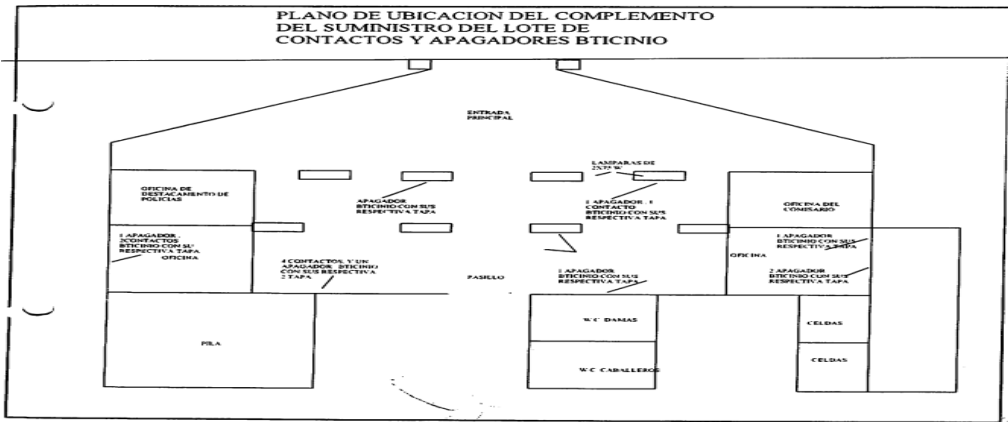 PLANO DE UBICACION DEL COMPLEMENTO
DEL SUMINISTRO DEL LOTE DE
CONTACTOS Y APAGADORES BTICINIO
ENTRADA
PRINCIPAL
LAMPARAS DE
2X75 W
OFICINA DE
DESTACAMENTO DE
POLICIAS
APAGADOR
BTICINIO CON SUS
RESPECTIVA TAPA
1 APAGADOR . 1
CONTACTO
BTICINIO CON SUS
RESPECTIVA TAPA
OFICINA DEL
COMISARIO
1 APAGADOR .
2CONTACTOS
BTICINIO CON SUS
RESPECTIVA TAPA
OFICINA
4 CONTACTOS Y UN
APAGADOR BTICINIO
CON SUS RESPECTIVA
2 TAPA
PASILLO
1 APAGADOR
BTICINIO CON SUS
RESPECTIVA TAPA
OFICINA
1 APAGADOR
BTICINIO CON SUS
RESPECTIVA TAPA
2 APAGADOR
BTICINIO CON SUS
RESPECTIVA TAPA
PILA
W.C DAMAS
W.C CABALLEROS
CELDAS
CELDAS